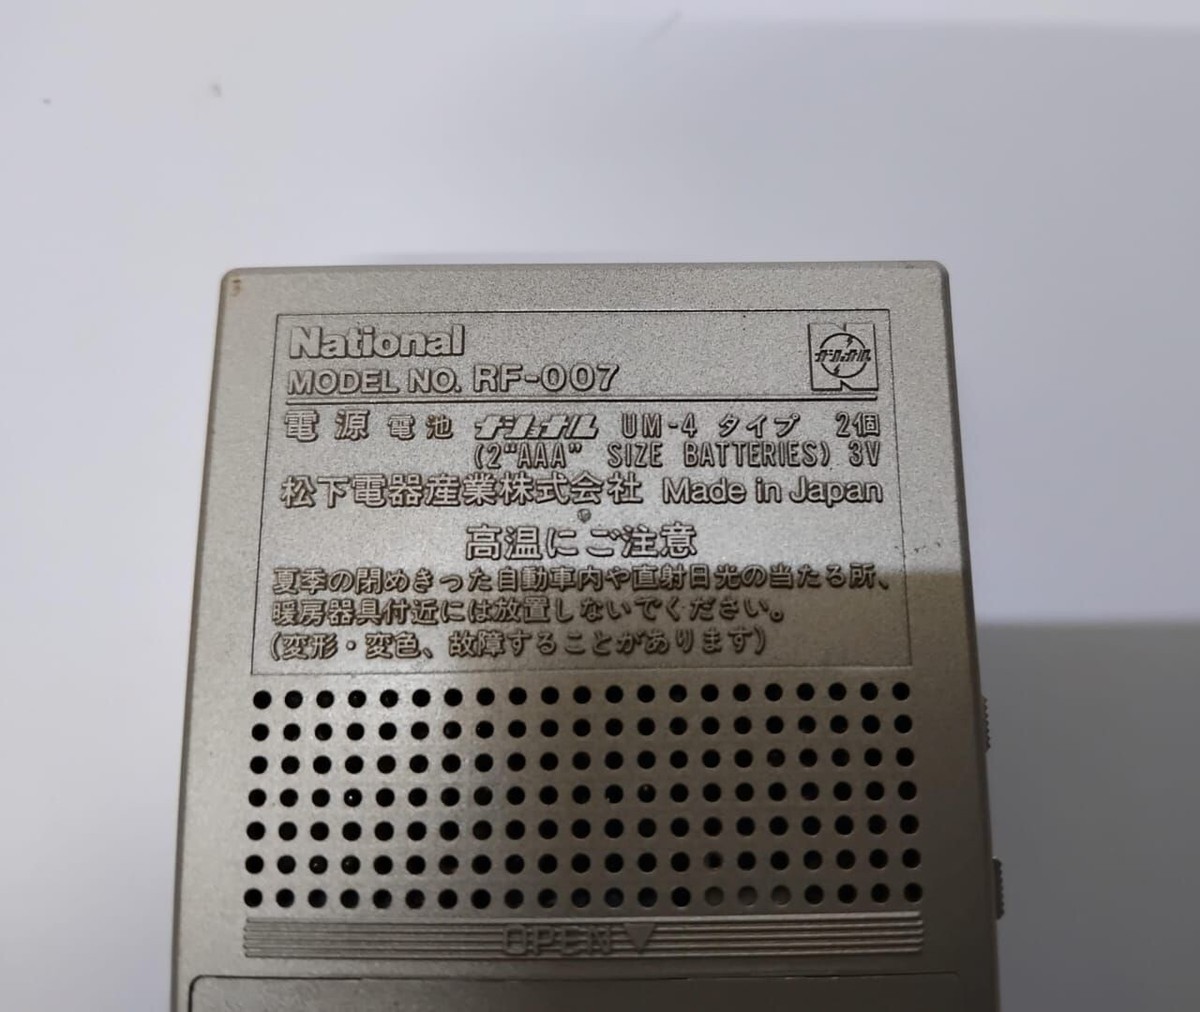 National
ナショナル
MODEL NO. RF-007
電源 電池 ナショナル UM-4 タイプ 2個
(2"AAA" SIZE BATTERIES) 3V
松下電器産業株式会社 Made in Japan
高温にご注意
夏季の閉めきった自動車内や直射日光の当たる所、
暖房器具付近には放置しないでください。
(変形・変色、故障することがあります)
OPEN▽